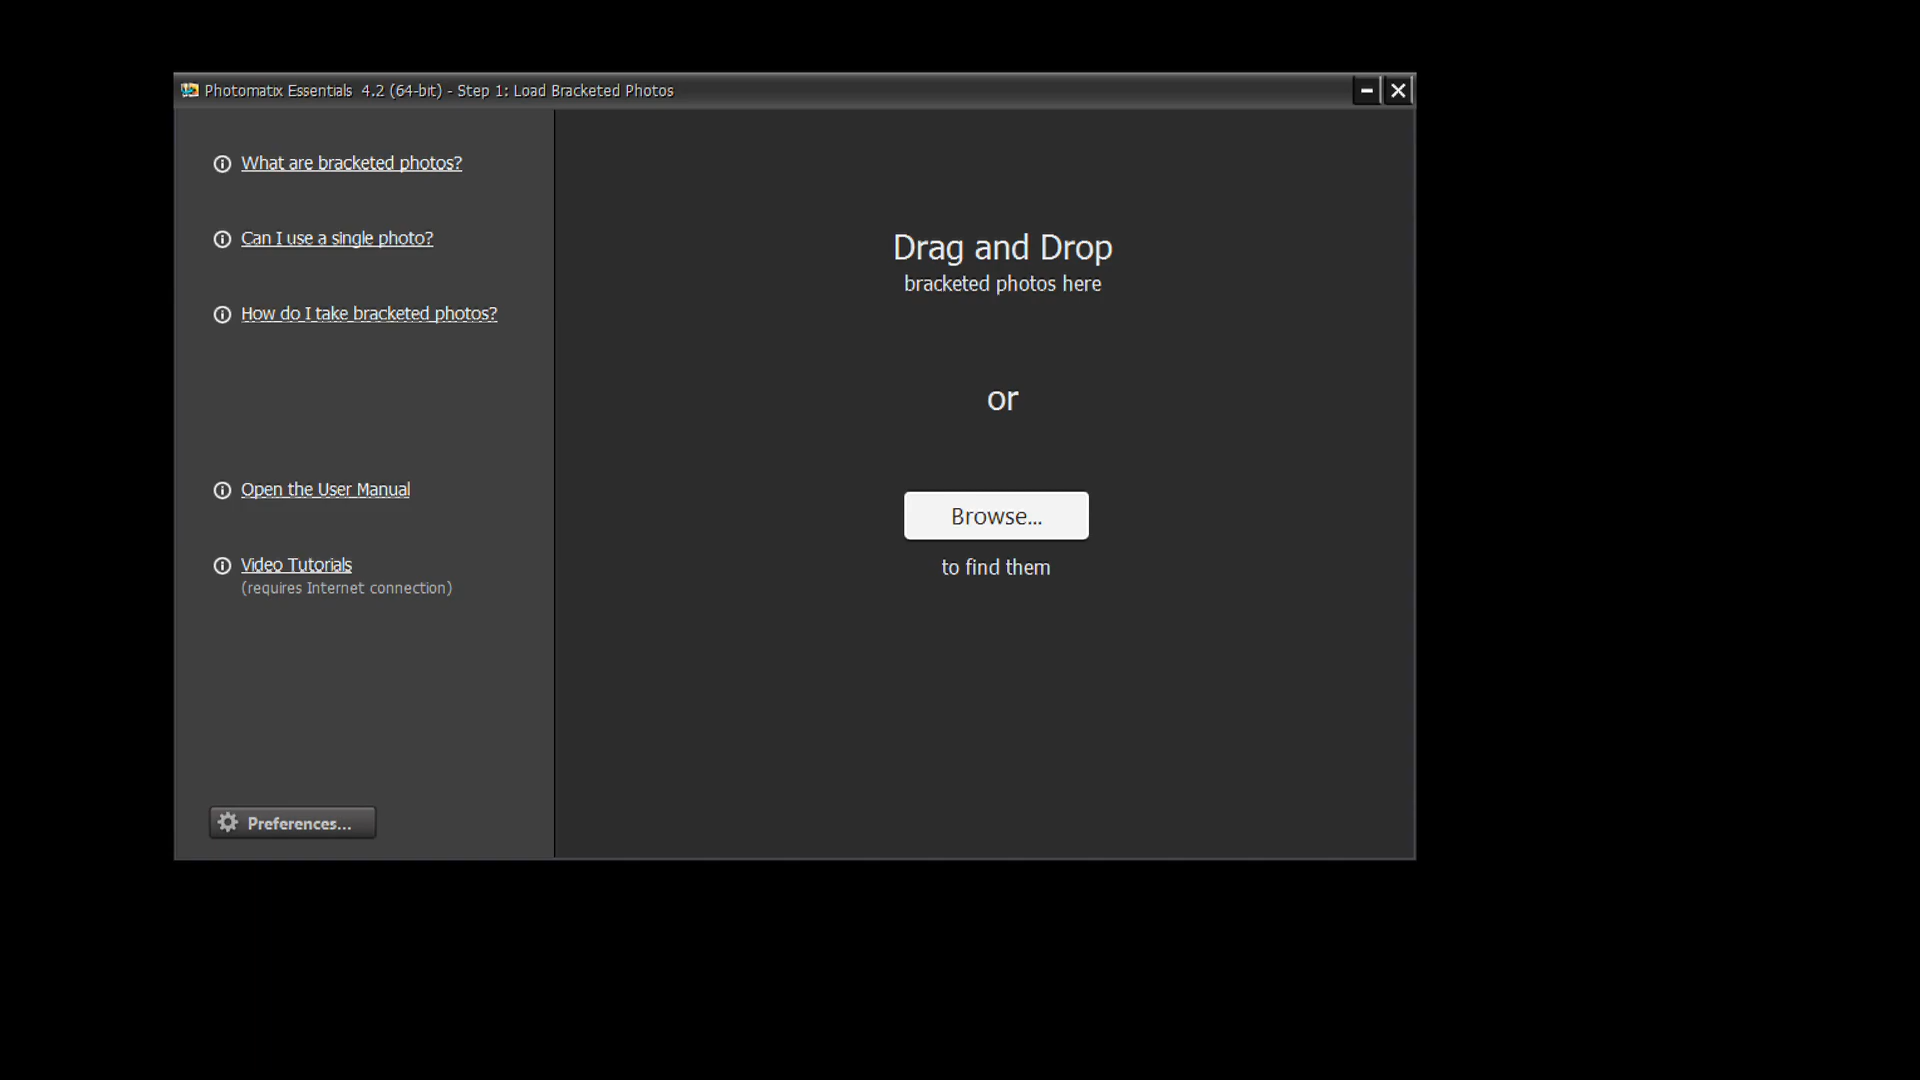 Photomatix Essentials 4.2 (64-bit) - Step 1: Load Bracketed Photos
What are bracketed photos?
Can I use a single photo?
How do I take bracketed photos?
Open the User Manual
Video Tutorials
(requires Internet connection)
Preferences...
Drag and Drop
bracketed photos here
or
Browse...
to find them